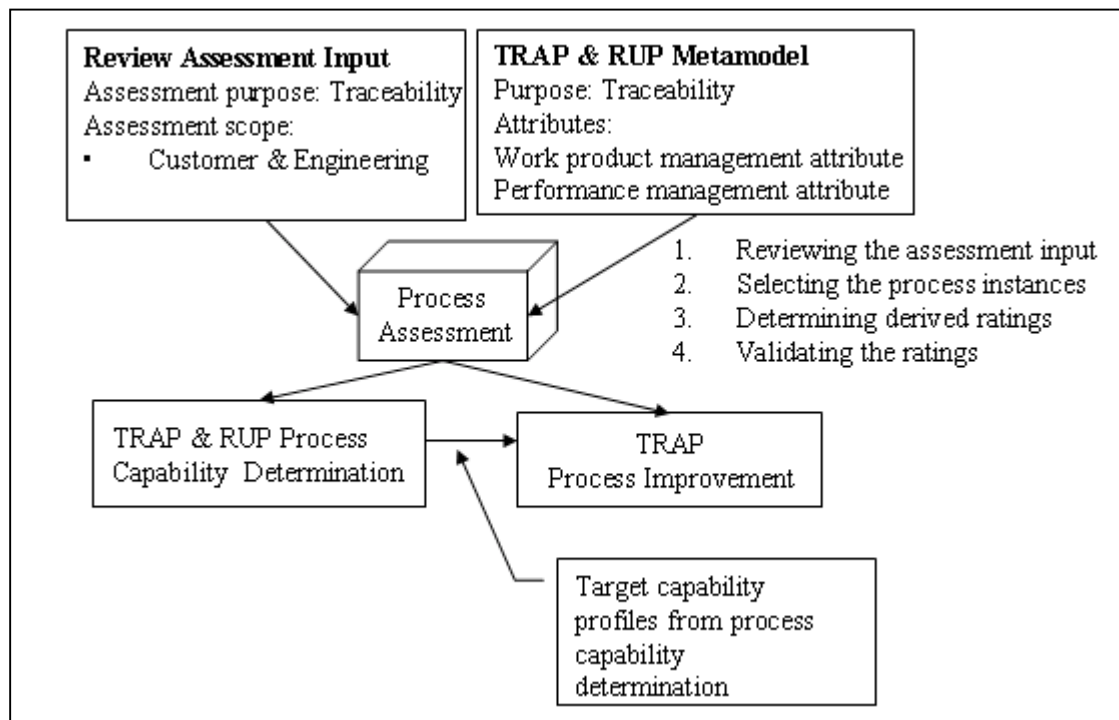 Review Assessment Input
Assessment purpose: Traceability
Assessment scope:
▪ Customer & Engineering
TRAP & RUP Metamodel
Purpose: Traceability
Attributes:
Work product management attribute
Performance management attribute
Process
Assessment
1. Reviewing the assessment input
2. Selecting the process instances
3. Determining derived ratings
4. Validating the ratings
TRAP & RUP Process
Capability Determination
TRAP
Process Improvement
Target capability
profiles from process
capability
determination